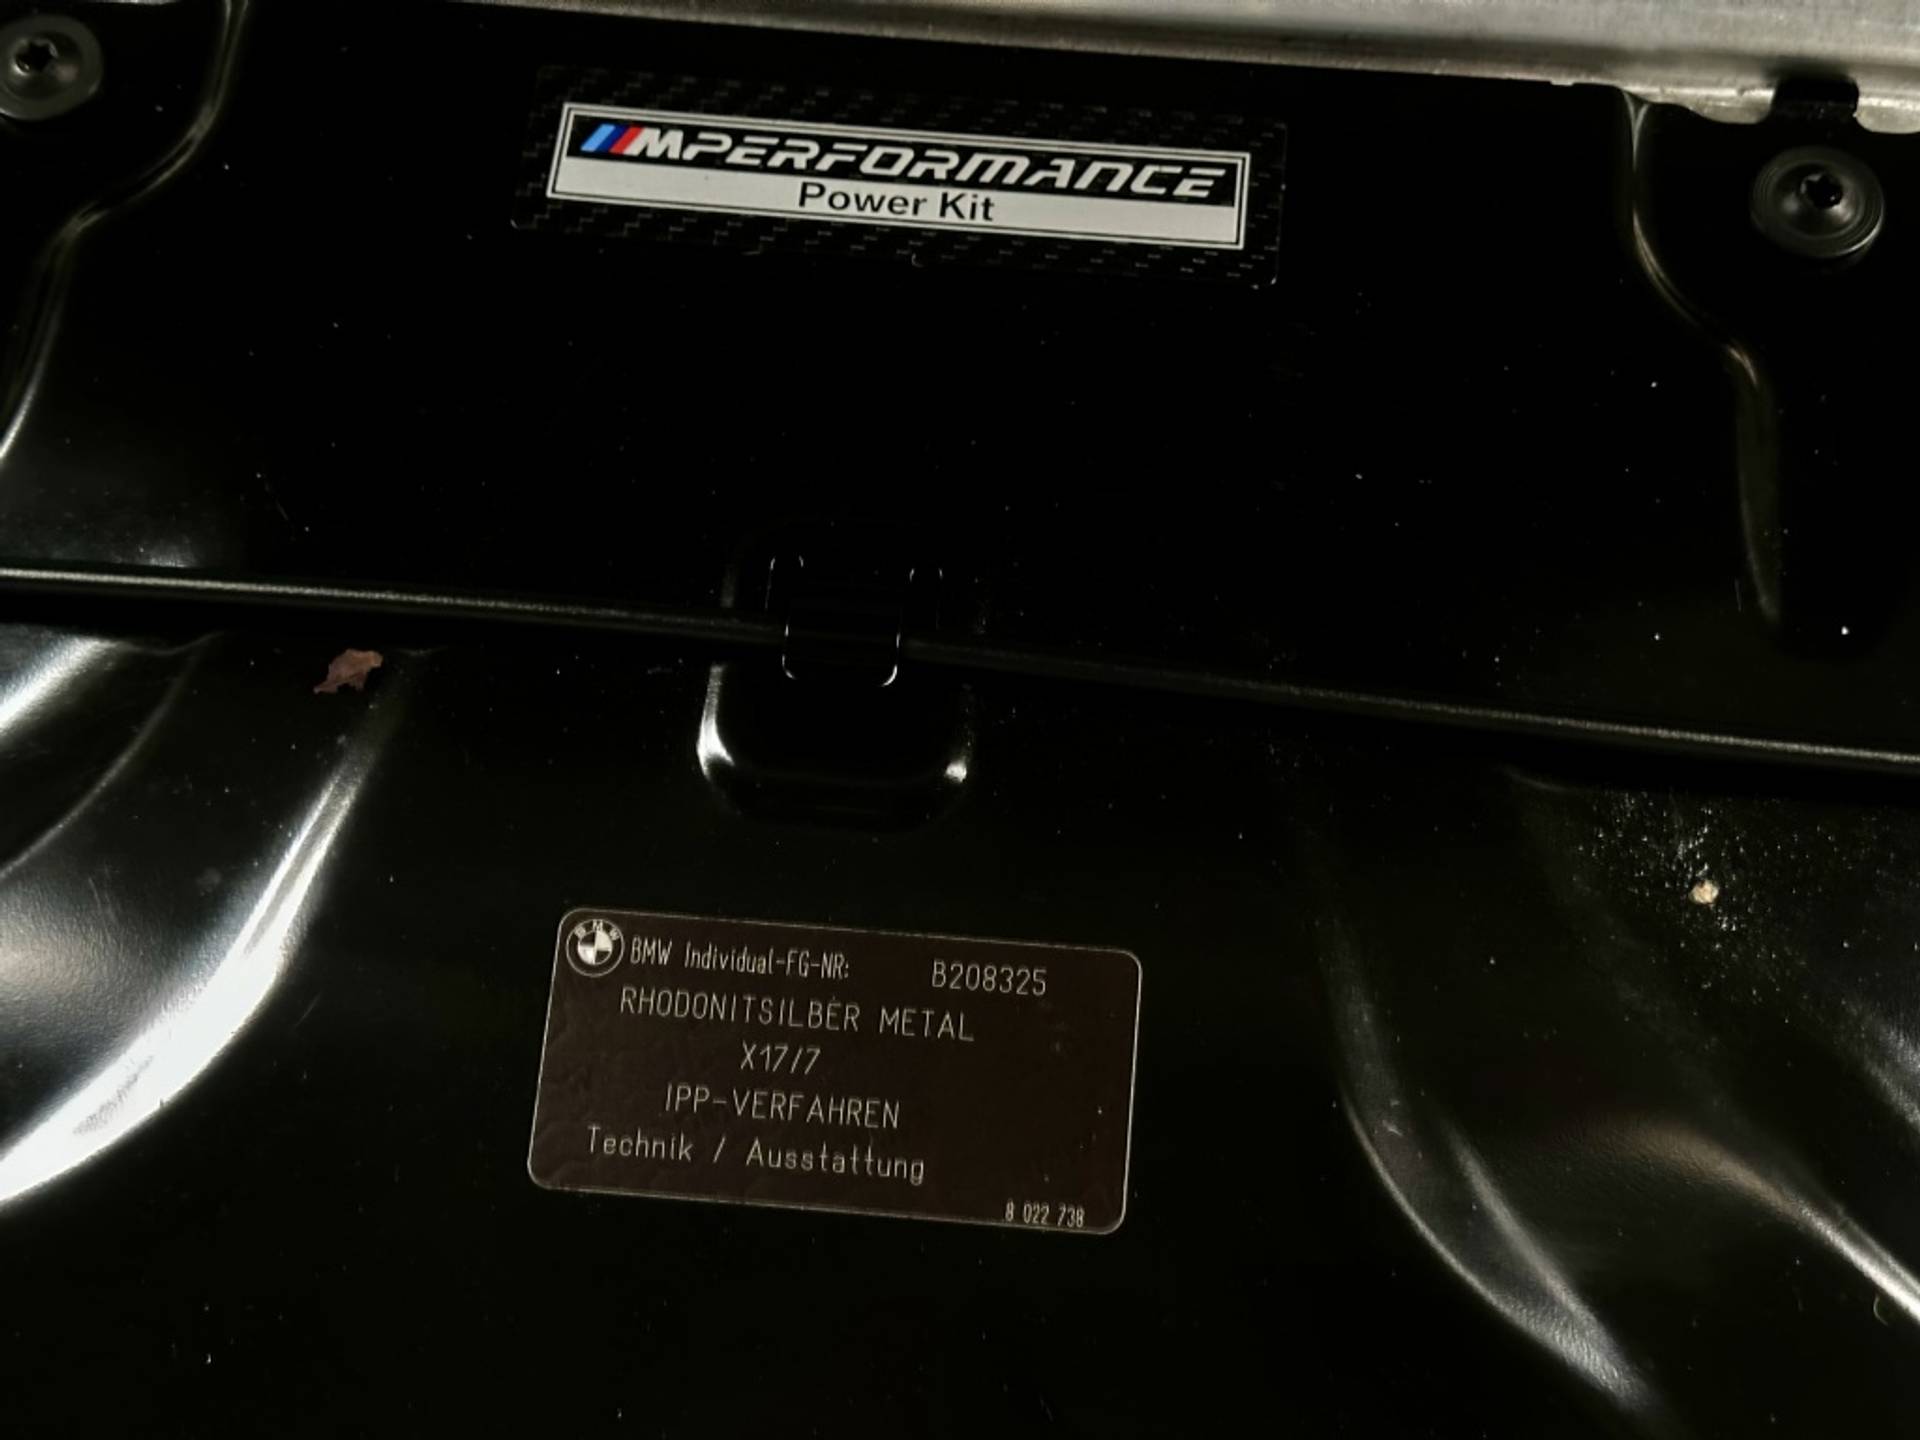 MPERFORMANCE
Power Kit
BMW
BMW Individual-FG-NR: B208325
RHODONITSILBER METAL
X17/7
IPP-VERFAHREN
Technik / Ausstattung
8 022 738